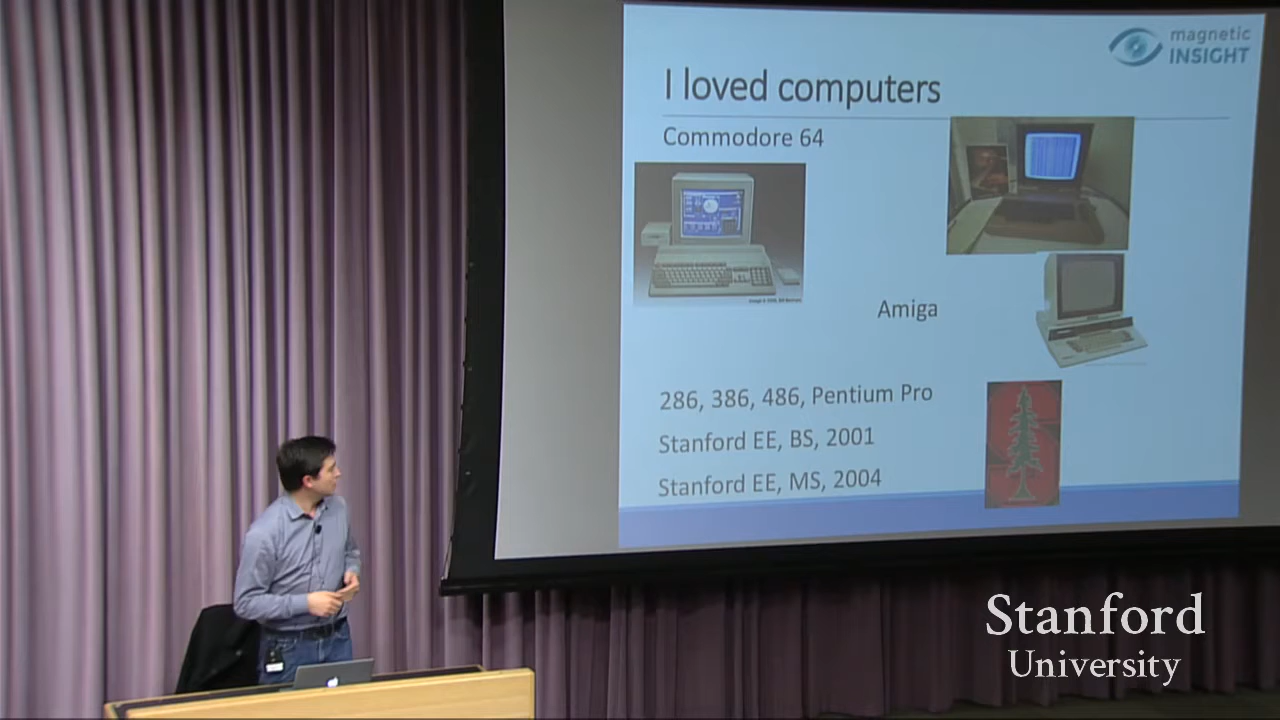 magnetic
INSIGHT
I loved computers
Commodore 64
Amiga
286, 386, 486, Pentium Pro
Stanford EE, BS, 2001
Stanford EE, MS, 2004
Stanford
University